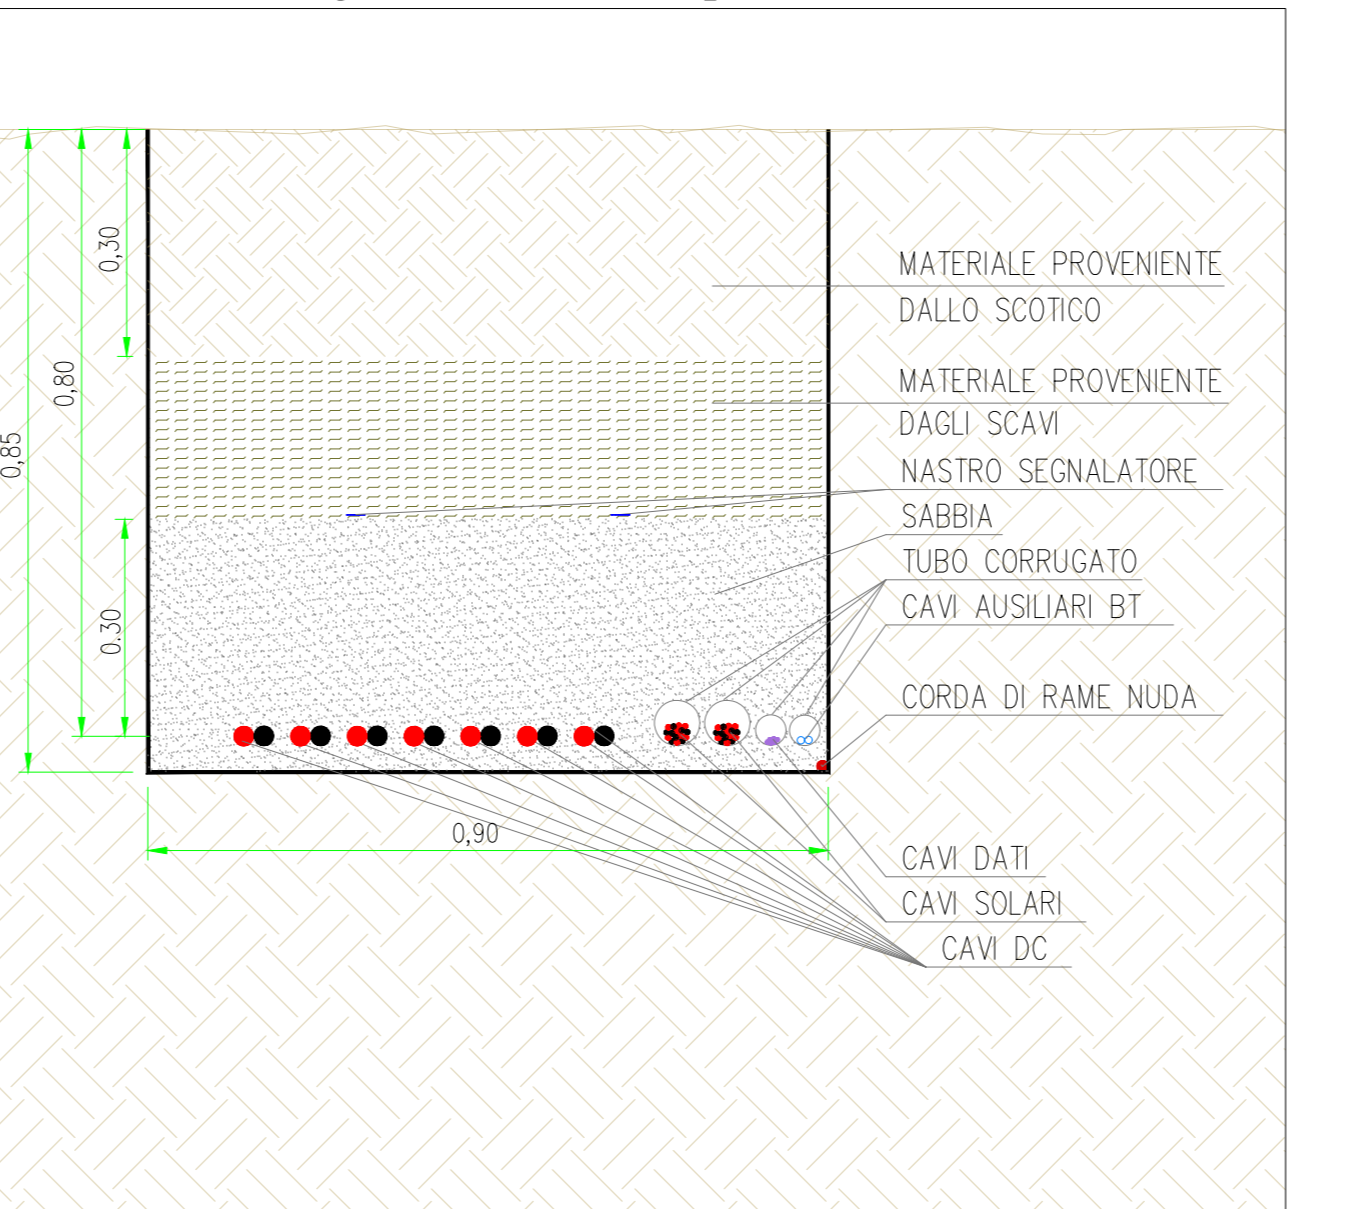 MATERIALE PROVENIENTE
DALLO SCOTICO
MATERIALE PROVENIENTE
DAGLI SCAVI
NASTRO SEGNALATORE
SABBIA
TUBO CORRUGATO
CAVI AUSILIARI BT
CORDA DI RAME NUDA
CAVI DATI
CAVI SOLARI
CAVI DC
0,30
0,80
0,85
0.30
0,90